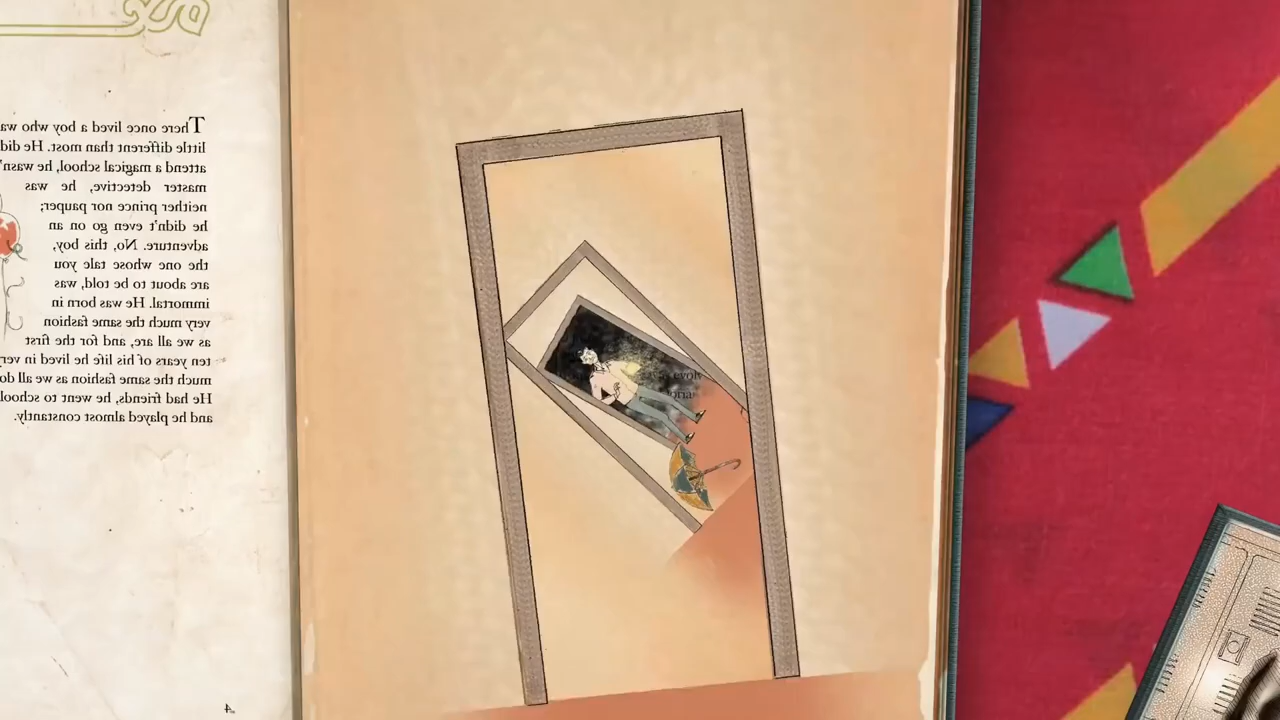 There once lived a boy who wa
little different than most. He did
attend a magical school, he wasn'
master detective, he was
neither prince nor pauper;
he didn't even go on an
adventure. No, this boy,
the one whose tale you
are about to be told, was
immortal. He was born in
very much the same fashion
as we all are, and for the first
ten years of his life he lived in very
much the same fashion as we all do
He had friends, he went to school
and he played almost constantly.
4